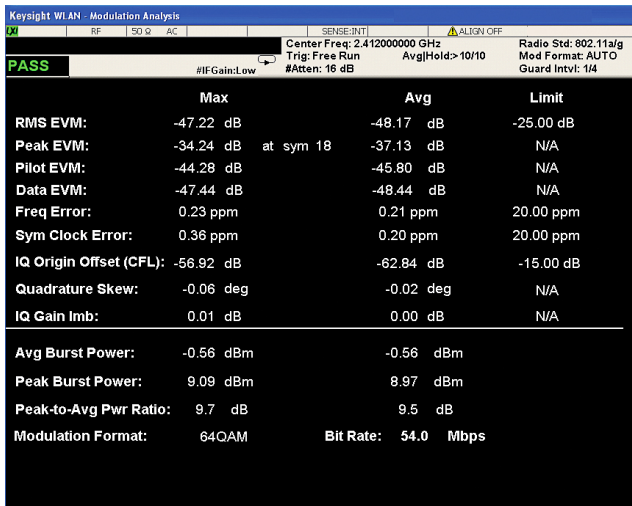 Keysight WLAN - Modulation Analysis
LXI RF 50 Ω AC SENSE:INT ALIGN OFF
Center Freq: 2.412000000 GHz Radio Std: 802.11a/g
Trig: Free Run Avg|Hold:> 10/10 Mod Format: AUTO
PASS #IFGain:Low #Atten: 16 dB Guard Intvl: 1/4
Max Avg Limit
RMS EVM: -47.22 dB -48.17 dB -25.00 dB
Peak EVM: -34.24 dB at sym 18 -37.13 dB N/A
Pilot EVM: -44.28 dB -45.80 dB N/A
Data EVM: -47.44 dB -48.44 dB N/A
Freq Error: 0.23 ppm 0.21 ppm 20.00 ppm
Sym Clock Error: 0.36 ppm 0.20 ppm 20.00 ppm
IQ Origin Offset (CFL): -56.92 dB -62.84 dB -15.00 dB
Quadrature Skew: -0.06 deg -0.02 deg N/A
IQ Gain Imb: 0.01 dB 0.00 dB N/A
Avg Burst Power: -0.56 dBm -0.56 dBm
Peak Burst Power: 9.09 dBm 8.97 dBm
Peak-to-Avg Pwr Ratio: 9.7 dB 9.5 dB
Modulation Format: 64QAM Bit Rate: 54.0 Mbps